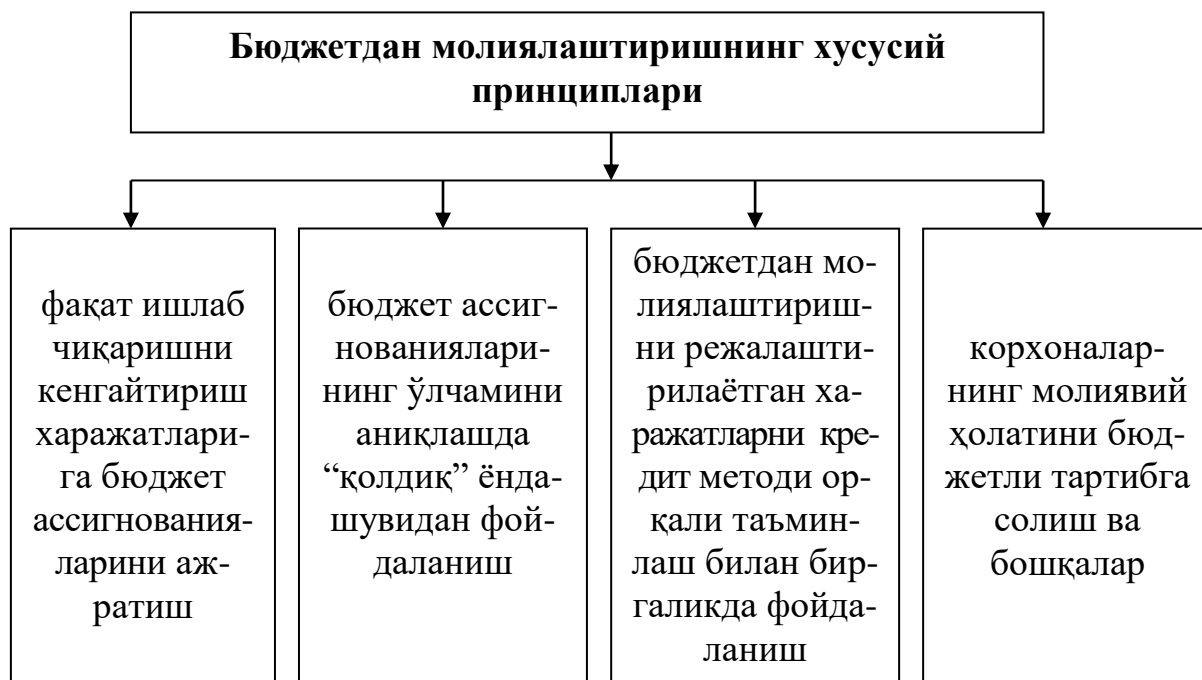 Бюджетдан молиялаштиришнинг хусусий
принциплари
фақат ишлаб
чиқаришни
кенгайтириш
харажатлари-
га бюджет
ассигнования-
ларини аж-
ратиш
бюджет ассиг-
нованиялари-
нинг ўлчамини
аниқлашда
“қолдиқ” ёнда-
шувидан фой-
даланиш
бюджетдан мо-
лиялаштириш-
ни режалашти-
рилаётган ха-
ражатларни кре-
дит методи ор-
қали таъмин-
лаш билан бир-
галикда фойда-
ланиш
корхоналар-
нинг молиявий
ҳолатини бюд-
жетли тартибга
солиш ва
бошқалар